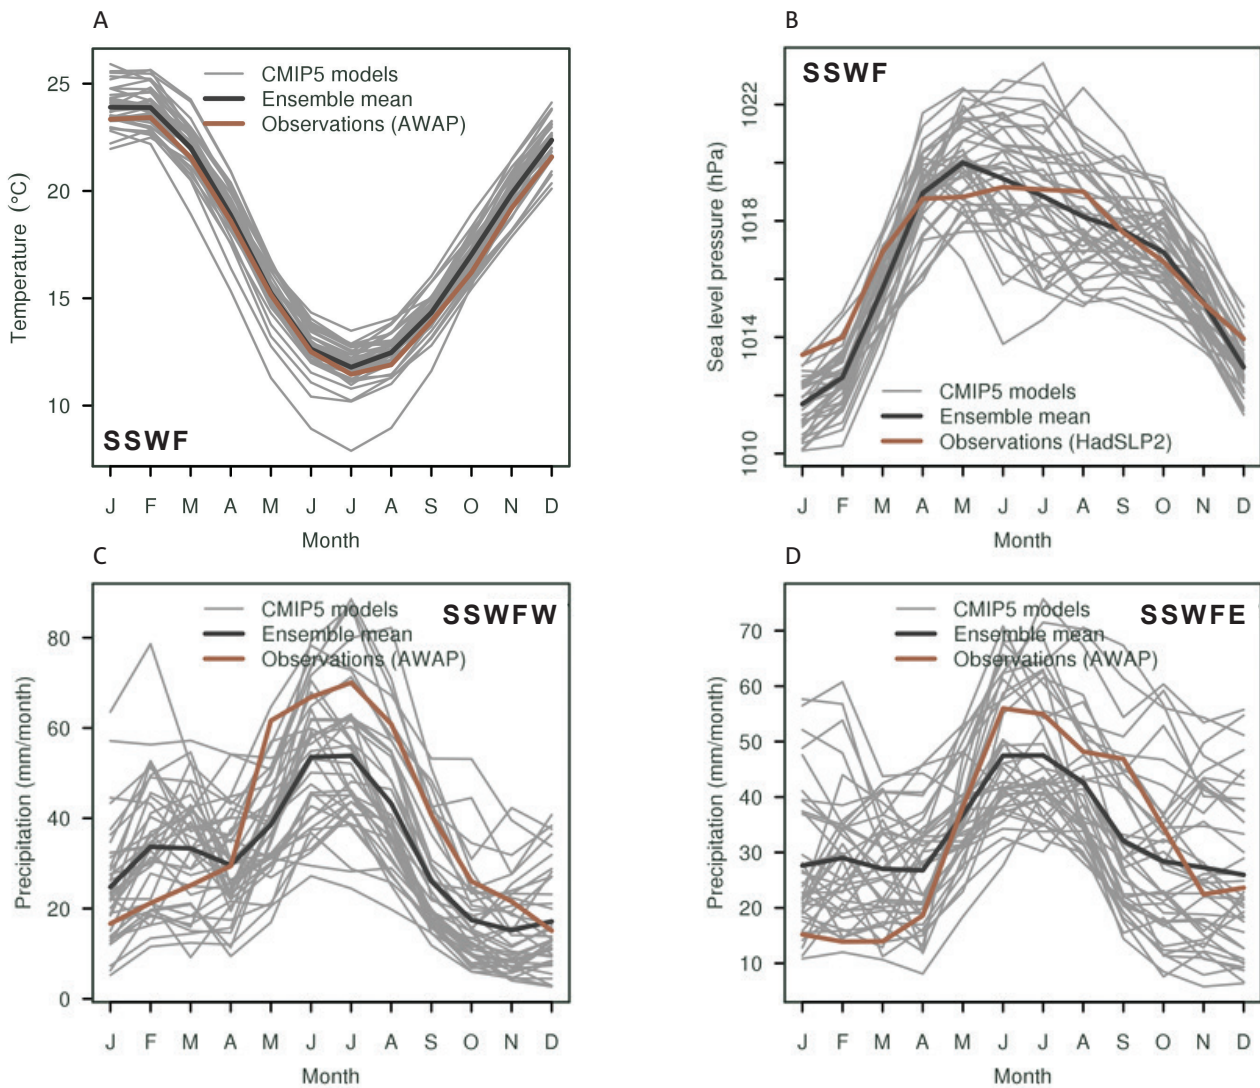 A
25
20
15
10
Temperature (°C)
CMIP5 models
Ensemble mean
Observations (AWAP)
SSWF
J F M A M J J A S O N D
Month
B
SSWF
1022
1018
1014
1010
Sea level pressure (hPa)
CMIP5 models
Ensemble mean
Observations (HadSLP2)
J F M A M J J A S O N D
Month
C
80
60
40
20
0
Precipitation (mm/month)
CMIP5 models
Ensemble mean
Observations (AWAP)
SSWFW
J F M A M J J A S O N D
Month
D
70
60
50
40
30
20
10
Precipitation (mm/month)
CMIP5 models
Ensemble mean
Observations (AWAP)
SSWFE
J F M A M J J A S O N D
Month